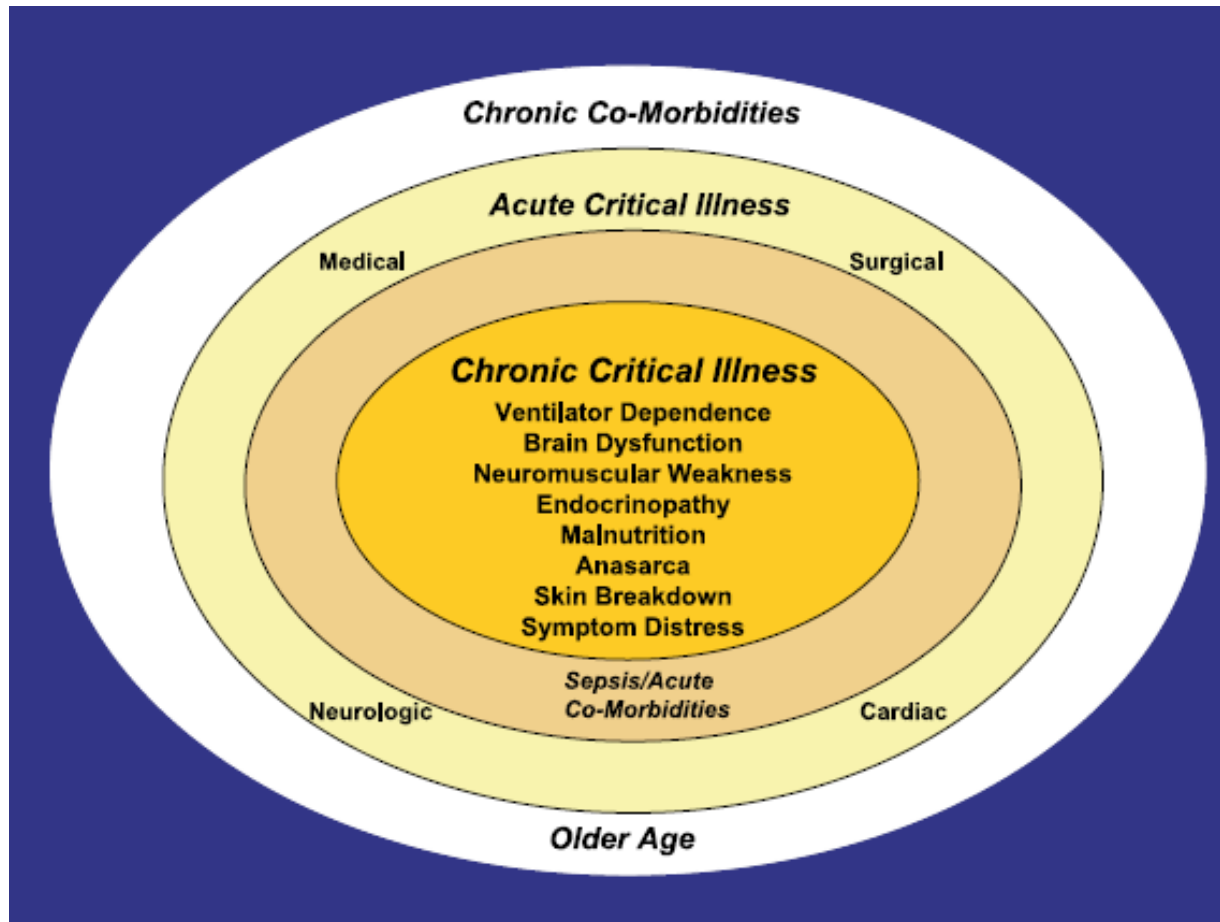 Chronic Co-Morbidities
Acute Critical Illness
Medical
Surgical
Chronic Critical Illness
Ventilator Dependence
Brain Dysfunction
Neuromuscular Weakness
Endocrinopathy
Malnutrition
Anasarca
Skin Breakdown
Symptom Distress
Sepsis/Acute
Co-Morbidities
Neurologic
Cardiac
Older Age